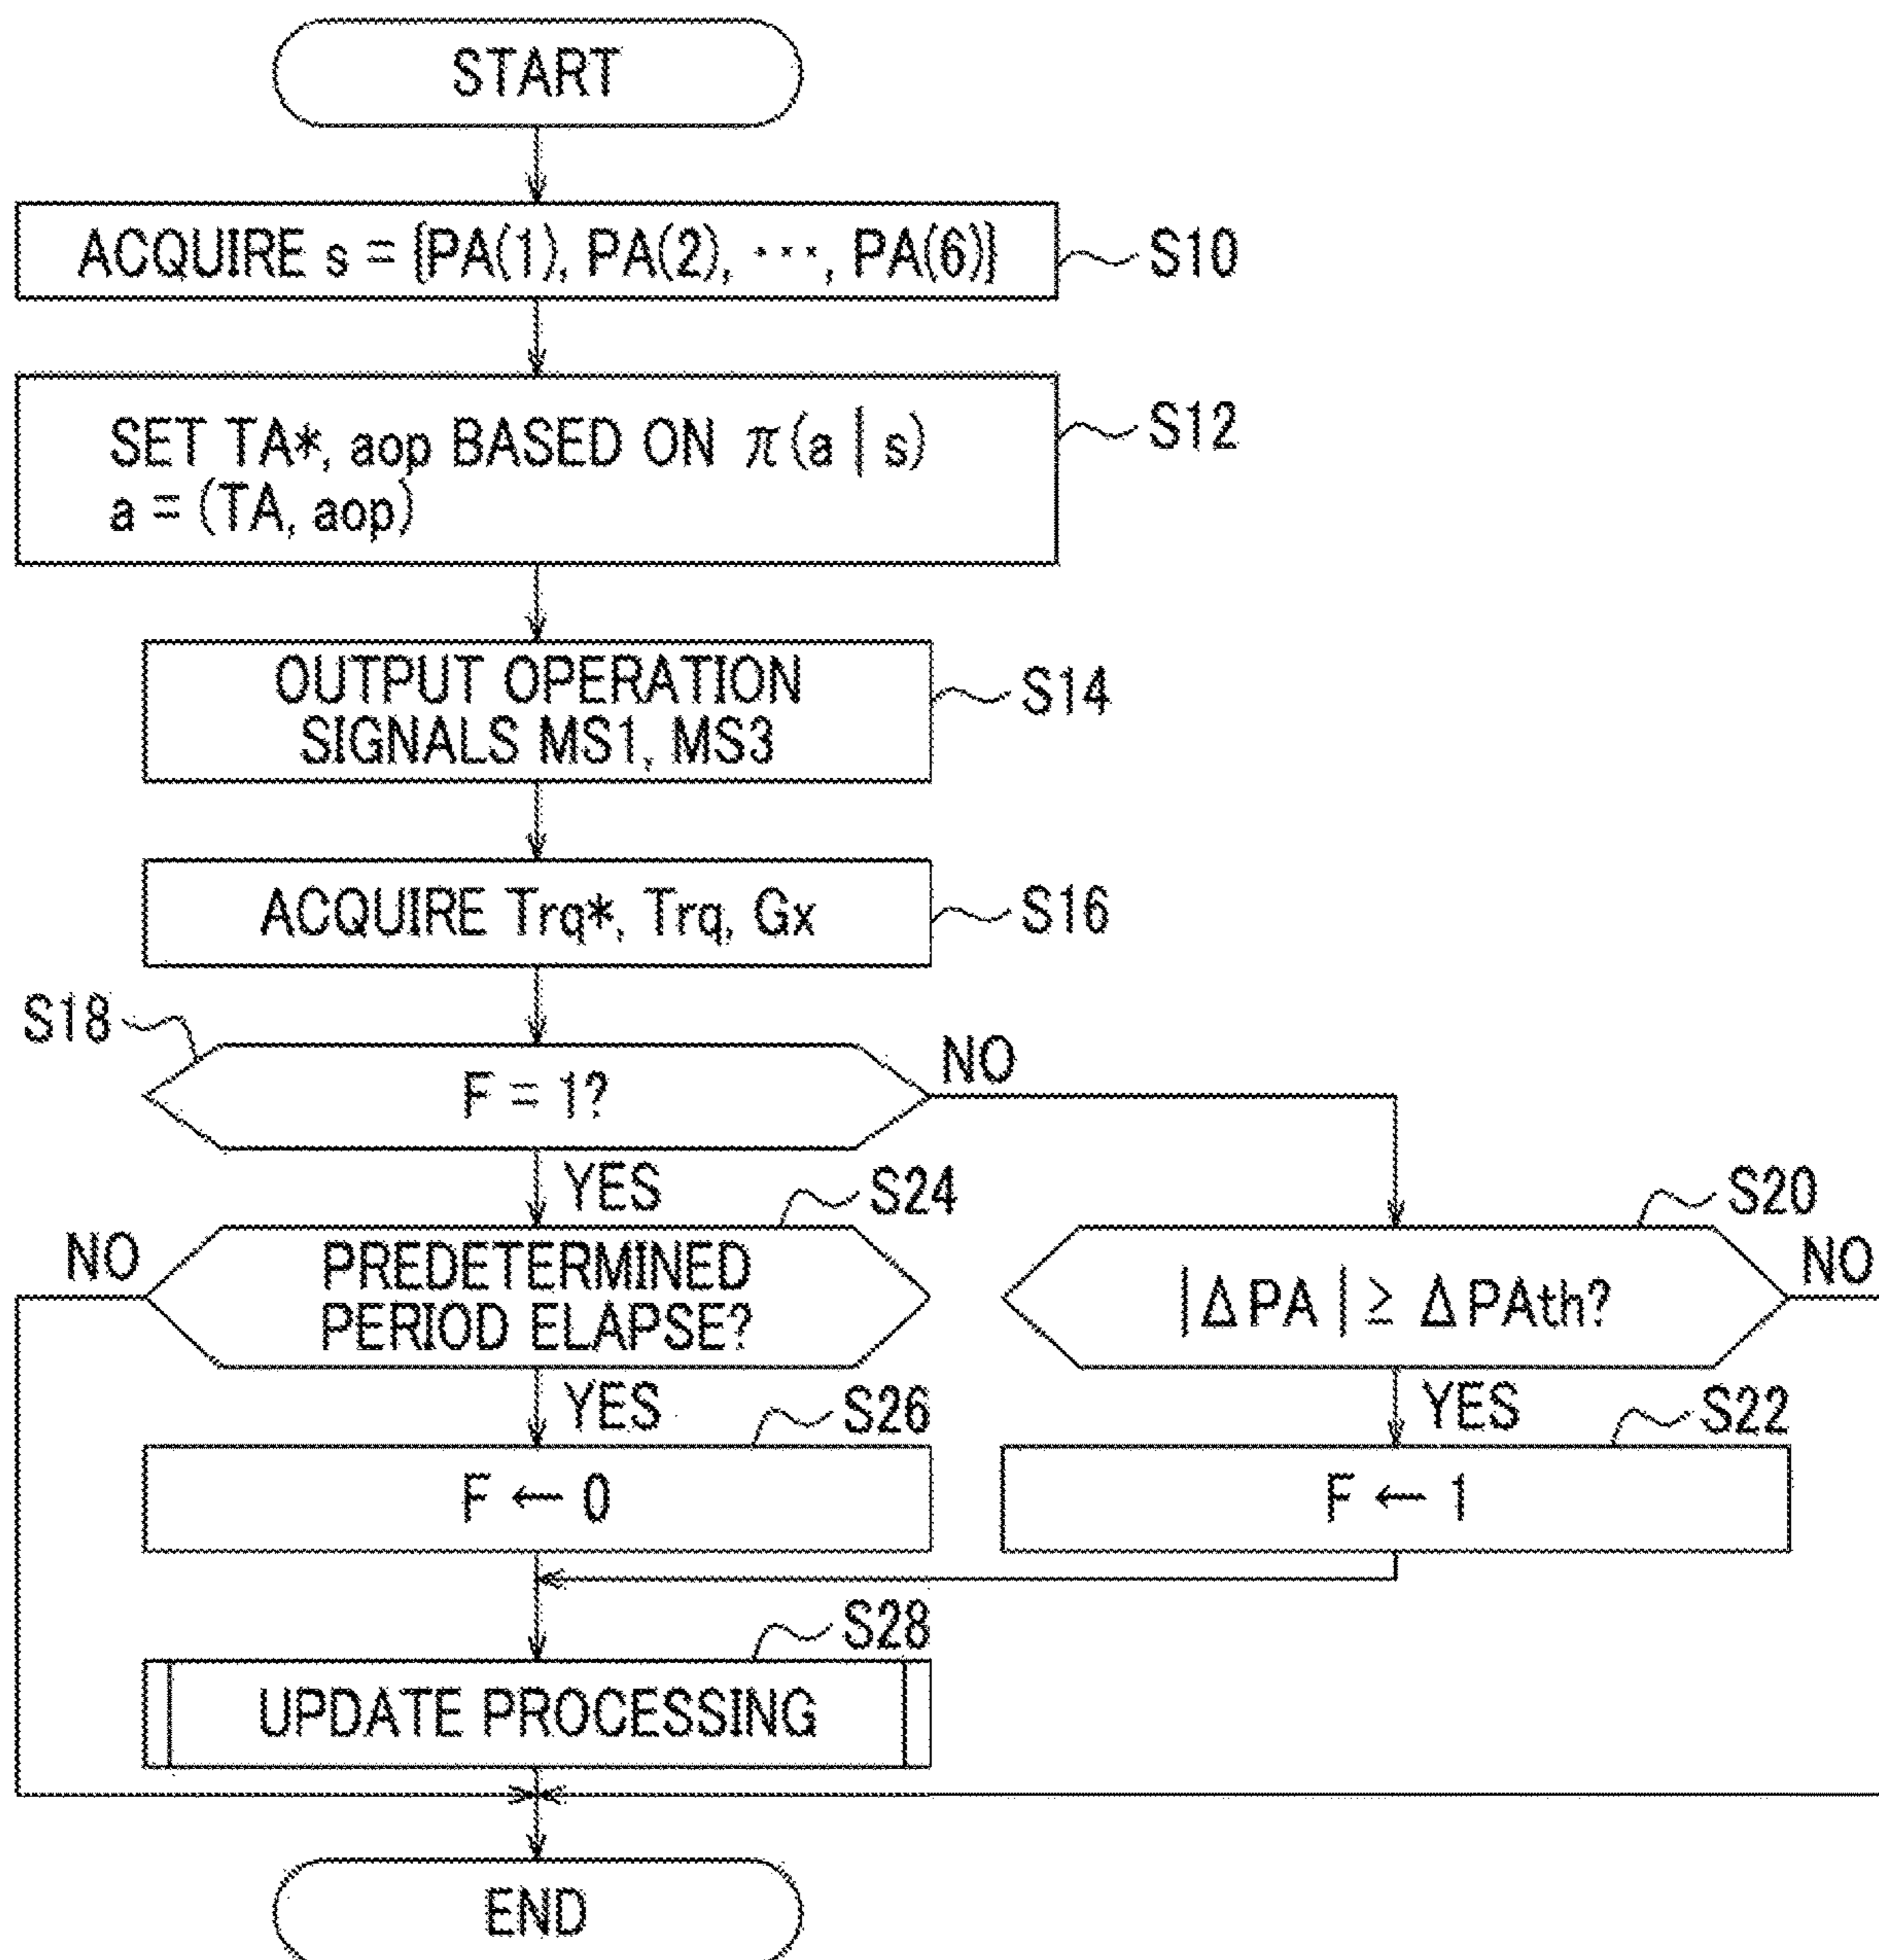 START
ACQUIRE s = {PA(1), PA(2), ⋯, PA(6)}
S10
SET TA*, aop BASED ON π(a | s)
a = (TA, aop)
S12
OUTPUT OPERATION
SIGNALS MS1, MS3
S14
ACQUIRE Trq*, Trq, Gx
S16
S18
F = 1?
NO
YES
S24
S20
NO
PREDETERMINED
PERIOD ELAPSE?
|ΔPA| ≥ ΔPAth?
NO
YES
S26
YES
S22
F ← 0
F ← 1
S28
UPDATE PROCESSING
END